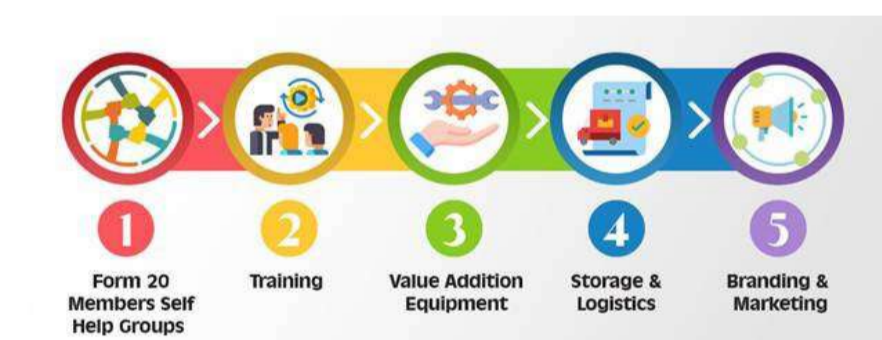 1
Form 20
Members Self
Help Groups
2
Training
3
Value Addition
Equipment
4
Storage &
Logistics
5
Branding &
Marketing